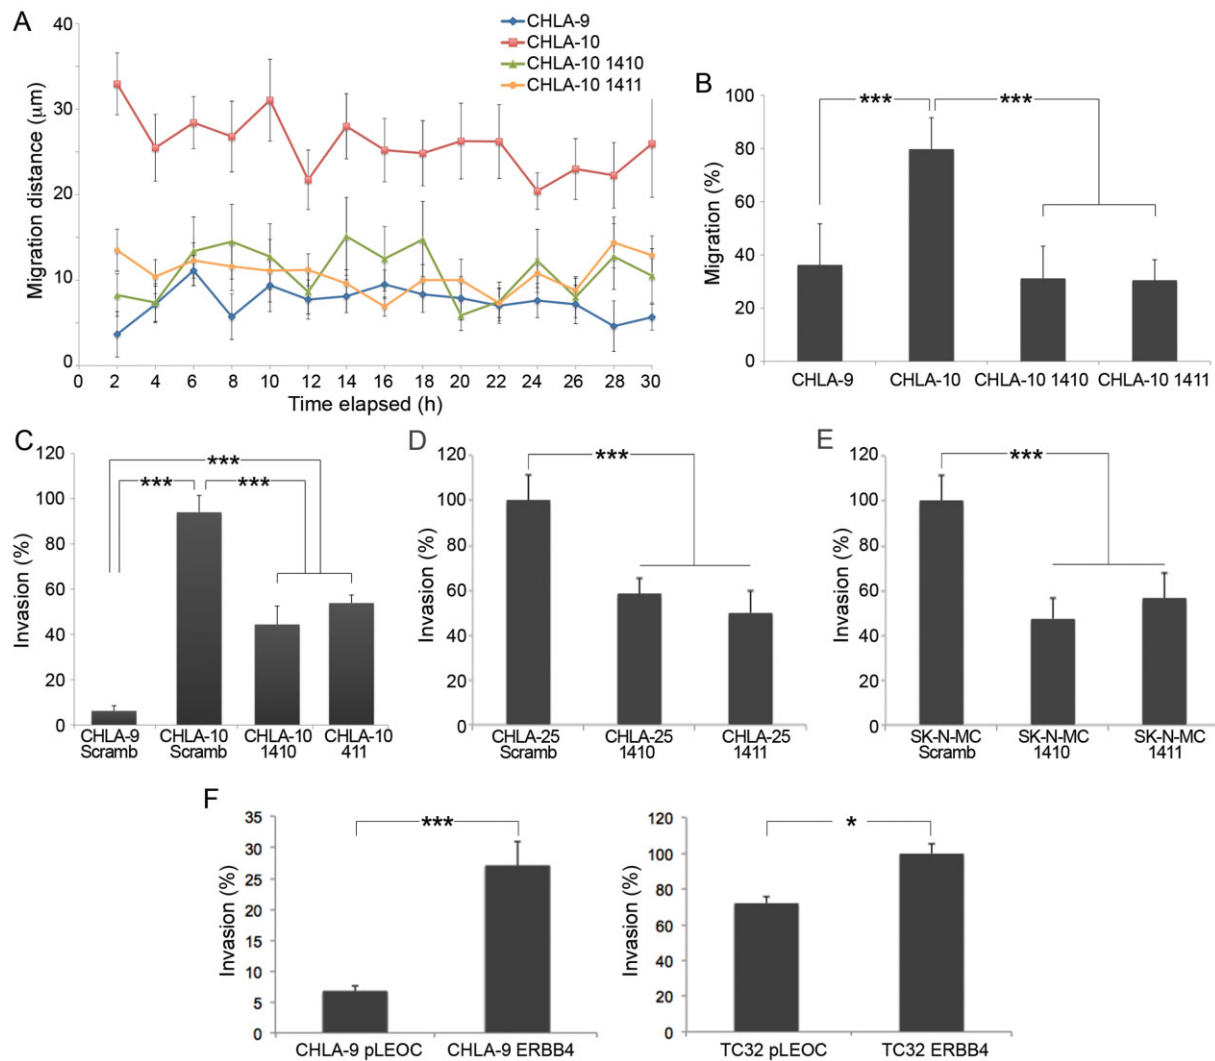 A
Migration distance (μm)
40
30
20
10
0
0 2 4 6 8 10 12 14 16 18 20 22 24 26 28 30
Time elapsed (h)
CHLA-9
CHLA-10
CHLA-10 1410
CHLA-10 1411
B
Migration (%)
100
80
60
40
20
0
*** ***
CHLA-9 CHLA-10 CHLA-10 1410 CHLA-10 1411
C
Invasion (%)
120
100
80
60
40
20
0
***
*** ***
CHLA-9 CHLA-10 CHLA-10 CHLA-10
Scramb Scramb 1410 411
D
Invasion (%)
120
100
80
60
40
20
0
***
CHLA-25 CHLA-25 CHLA-25
Scramb 1410 1411
E
Invasion (%)
120
100
80
60
40
20
0
***
SK-N-MC SK-N-MC SK-N-MC
Scramb 1410 1411
F
Invasion (%)
35
30
25
20
15
10
5
0
***
CHLA-9 pLEOC CHLA-9 ERBB4
Invasion (%)
120
100
80
60
40
20
0
*
TC32 pLEOC TC32 ERBB4